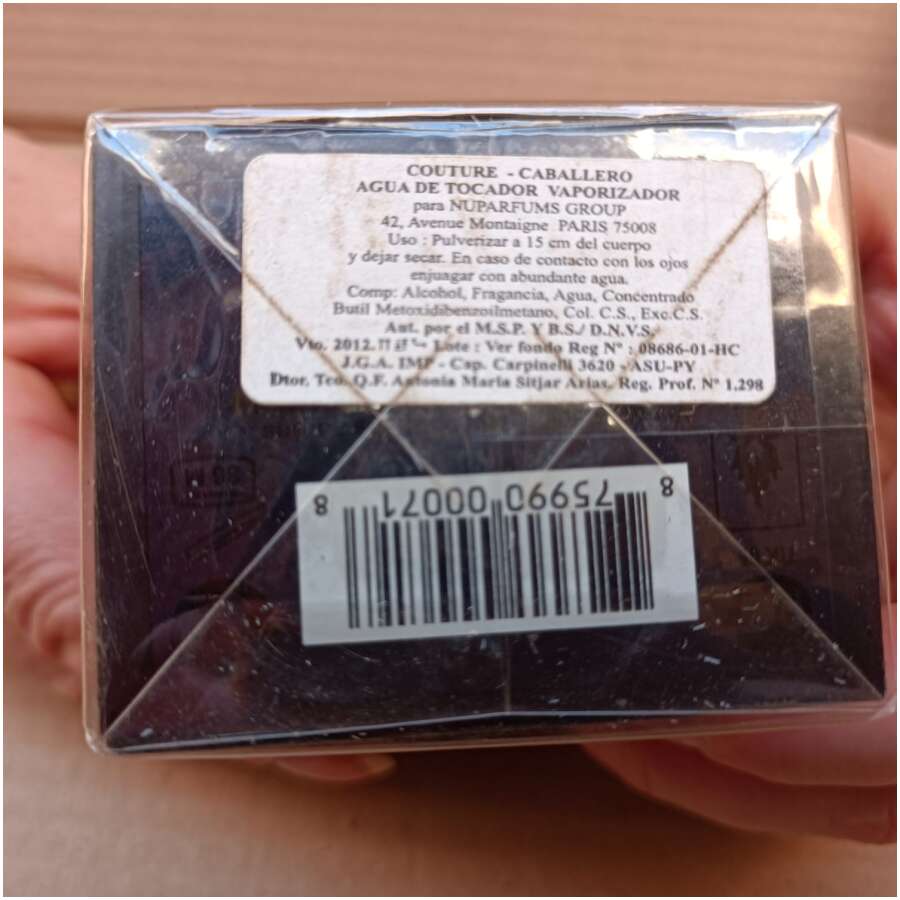 COUTURE - CABALLERO
AGUA DE TOCADOR VAPORIZADOR
para NUPARFUMS GROUP
42, Avenue Montaigne PARIS 75008
Uso : Pulverizar a 15 cm del cuerpo
y dejar secar. En caso de contacto con los ojos
enjuagar con abundante agua.
Comp: Alcohol, Fragancia, Agua, Concentrado
Butil Metoxidibenzoilmetano, Col. C.S., Exc.C.S.
Aut. por el M.S.P. Y B.S./ D.N.V.S.
Vto. 2012. Lote : Ver fondo Reg Nº : 08686-01-HC
J.G.A. IMP - Cap. Carpinelli 3620 - ASU-PY
Dtor. Tco. Q.F. Antonia Maria Sitjar Arias, Reg. Prof. Nº 1,298
8 75990 00071 8